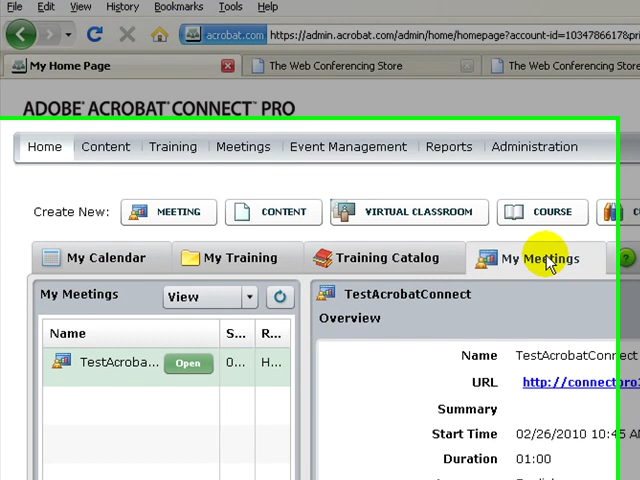 File Edit View History Bookmarks Tools Help
acrobat.com https://admin.acrobat.com/admin/home/homepage?account-id=1034786617&pri
My Home Page The Web Conferencing Store The Web Conferencing Store
ADOBE® ACROBAT® CONNECT™ PRO
Home Content Training Meetings Event Management Reports Administration
Create New: MEETING CONTENT VIRTUAL CLASSROOM COURSE
My Calendar My Training Training Catalog My Meetings ?
My Meetings View TestAcrobatConnect
Overview
Name S... R...
Name TestAcrobatConnect
TestAcroba... Open 0... H...
URL http://connectpro
Summary
Start Time 02/26/2010 10:45 AM
Duration 01:00